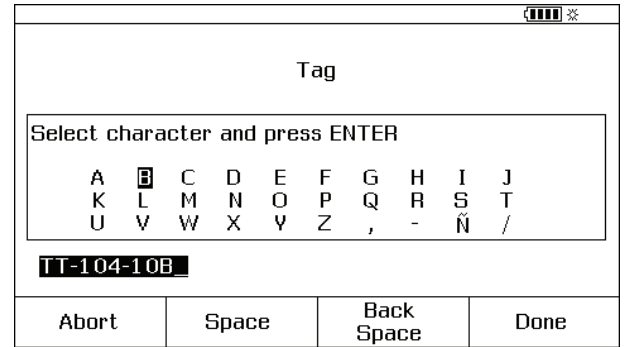 Tag
Select character and press ENTER
A B C D E F G H I J
K L M N O P Q R S T
U V W X Y Z , - Ñ /
TT-104-10B_
Abort Space Back Space Done